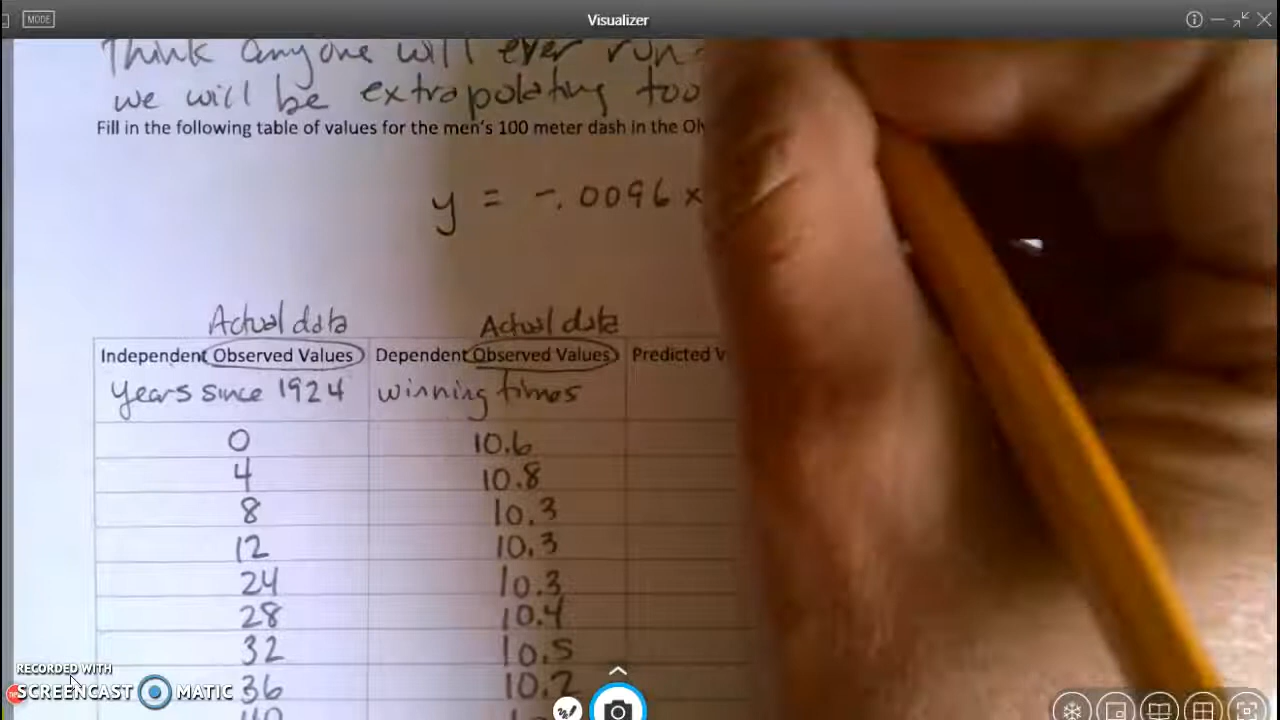 MODE
Visualizer
Think anyone will ever run
we will be extrapolating too
Fill in the following table of values for the men's 100 meter dash in the
y = -.0096 x
Actual data Actual data
Independent Observed Values Dependent Observed Values Predicted
years since 1924 winning times
0 10.6
4 10.8
8 10.3
12 10.3
24 10.3
28 10.4
32 10.5
36 10.2
RECORDED WITH
SCREENCAST MATIC